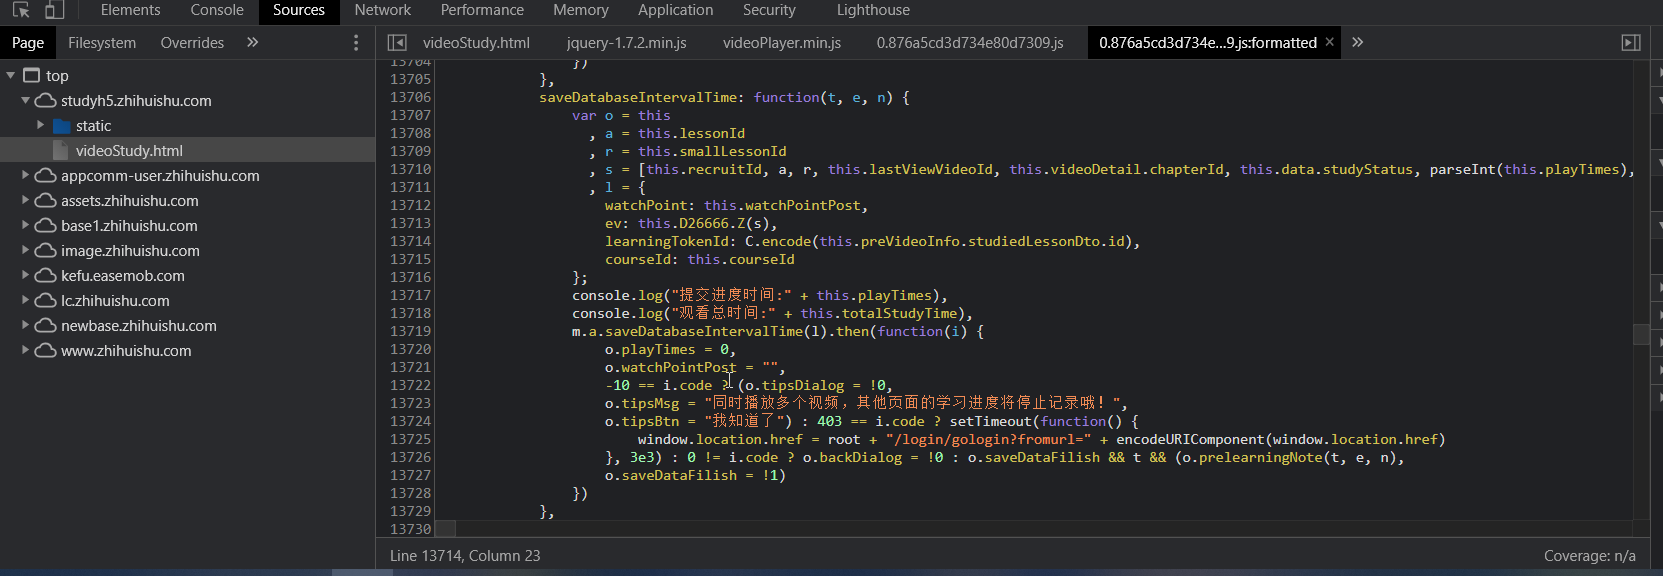 Elements Console Sources Network Performance Memory Application Security Lighthouse
Page Filesystem Overrides » videoStudy.html jquery-1.7.2.min.js videoPlayer.min.js 0.876a5cd3d734e80d7309.js 0.876a5cd3d734e...9.js:formatted × »
top
studyh5.zhihuishu.com
static
videoStudy.html
appcomm-user.zhihuishu.com
assets.zhihuishu.com
base1.zhihuishu.com
image.zhihuishu.com
kefu.easemob.com
lc.zhihuishu.com
newbase.zhihuishu.com
www.zhihuishu.com
13704 })
13705 },
13706 saveDatabaseIntervalTime: function(t, e, n) {
13707 var o = this
13708 , a = this.lessonId
13709 , r = this.smallLessonId
13710 , s = [this.recruitId, a, r, this.lastViewVideoId, this.videoDetail.chapterId, this.data.studyStatus, parseInt(this.playTimes),
13711 , l = {
13712 watchPoint: this.watchPointPost,
13713 ev: this.D26666.Z(s),
13714 learningTokenId: C.encode(this.preVideoInfo.studiedLessonDto.id),
13715 courseId: this.courseId
13716 };
13717 console.log("提交进度时间:" + this.playTimes),
13718 console.log("观看总时间:" + this.totalStudyTime),
13719 m.a.saveDatabaseIntervalTime(l).then(function(i) {
13720 o.playTimes = 0,
13721 o.watchPointPost = "",
13722 -10 == i.code ? (o.tipsDialog = !0,
13723 o.tipsMsg = "同时播放多个视频，其他页面的学习进度将停止记录哦！",
13724 o.tipsBtn = "我知道了") : 403 == i.code ? setTimeout(function() {
13725 window.location.href = root + "/login/gologin?fromurl=" + encodeURIComponent(window.location.href)
13726 }, 3e3) : 0 != i.code ? o.backDialog = !0 : o.saveDataFilish && t && (o.prelearningNote(t, e, n),
13727 o.saveDataFilish = !1)
13728 })
13729 },
13730
Line 13714, Column 23 Coverage: n/a